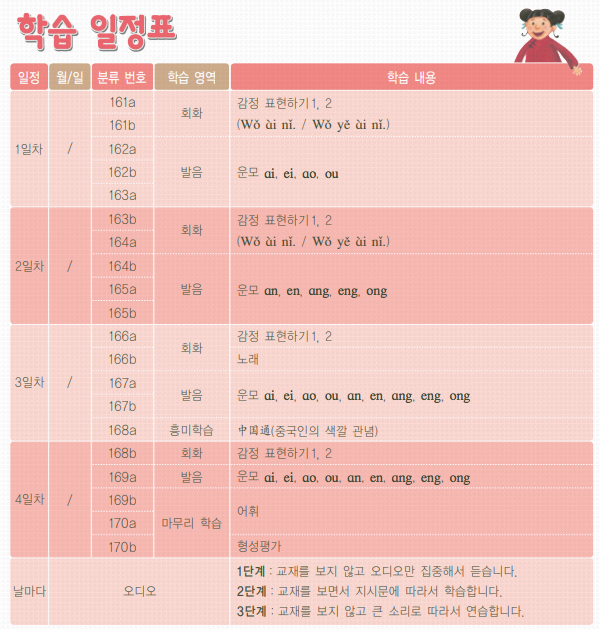 학습 일정표
일정 월/일 분류 번호 학습 영역 학습 내용
1일차 /
161a
161b
회화
감정 표현하기1, 2
(Wǒ ài nǐ. / Wǒ yě ài nǐ.)
162a
162b
163a
발음
운모 ai, ei, ao, ou
2일차 /
163b
164a
회화
감정 표현하기1, 2
(Wǒ ài nǐ. / Wǒ yě ài nǐ.)
164b
165a
165b
발음
운모 an, en, ang, eng, ong
3일차 /
166a
166b
회화
감정 표현하기1, 2
노래
167a
167b
발음
운모 ai, ei, ao, ou, an, en, ang, eng, ong
168a 흥미학습 中国通(중국인의 색깔 관념)
4일차 /
168b 회화 감정 표현하기1, 2
169a 발음 운모 ai, ei, ao, ou, an, en, ang, eng, ong
169b
170a
170b
마무리 학습
어휘
형성평가
날마다 오디오
1단계 : 교재를 보지 않고 오디오만 집중해서 듣습니다.
2단계 : 교재를 보면서 지시문에 따라서 학습합니다.
3단계 : 교재를 보지 않고 큰 소리로 따라서 연습합니다.